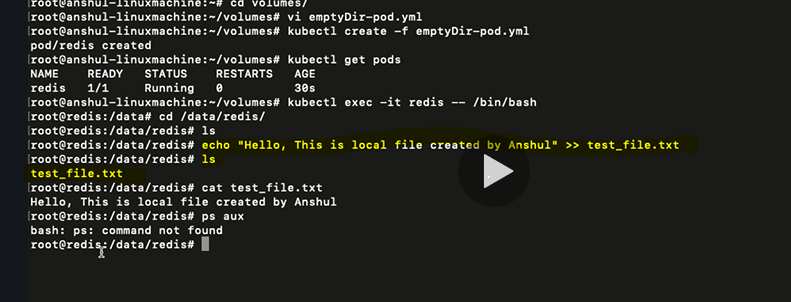 root@anshul-linuxmachine:~# cd volumes/
[root@anshul-linuxmachine:~/volumes# vi emptyDir-pod.yml
[root@anshul-linuxmachine:~/volumes# kubectl create -f emptyDir-pod.yml
pod/redis created
[root@anshul-linuxmachine:~/volumes# kubectl get pods
NAME READY STATUS RESTARTS AGE
redis 1/1 Running 0 30s
[root@anshul-linuxmachine:~/volumes# kubectl exec -it redis -- /bin/bash
[root@redis:/data# cd /data/redis/
[root@redis:/data/redis# ls
[root@redis:/data/redis# echo "Hello, This is local file created by Anshul" >> test_file.txt
[root@redis:/data/redis# ls
test_file.txt
[root@redis:/data/redis# cat test_file.txt
Hello, This is local file created by Anshul
[root@redis:/data/redis# ps aux
bash: ps: command not found
root@redis:/data/redis#